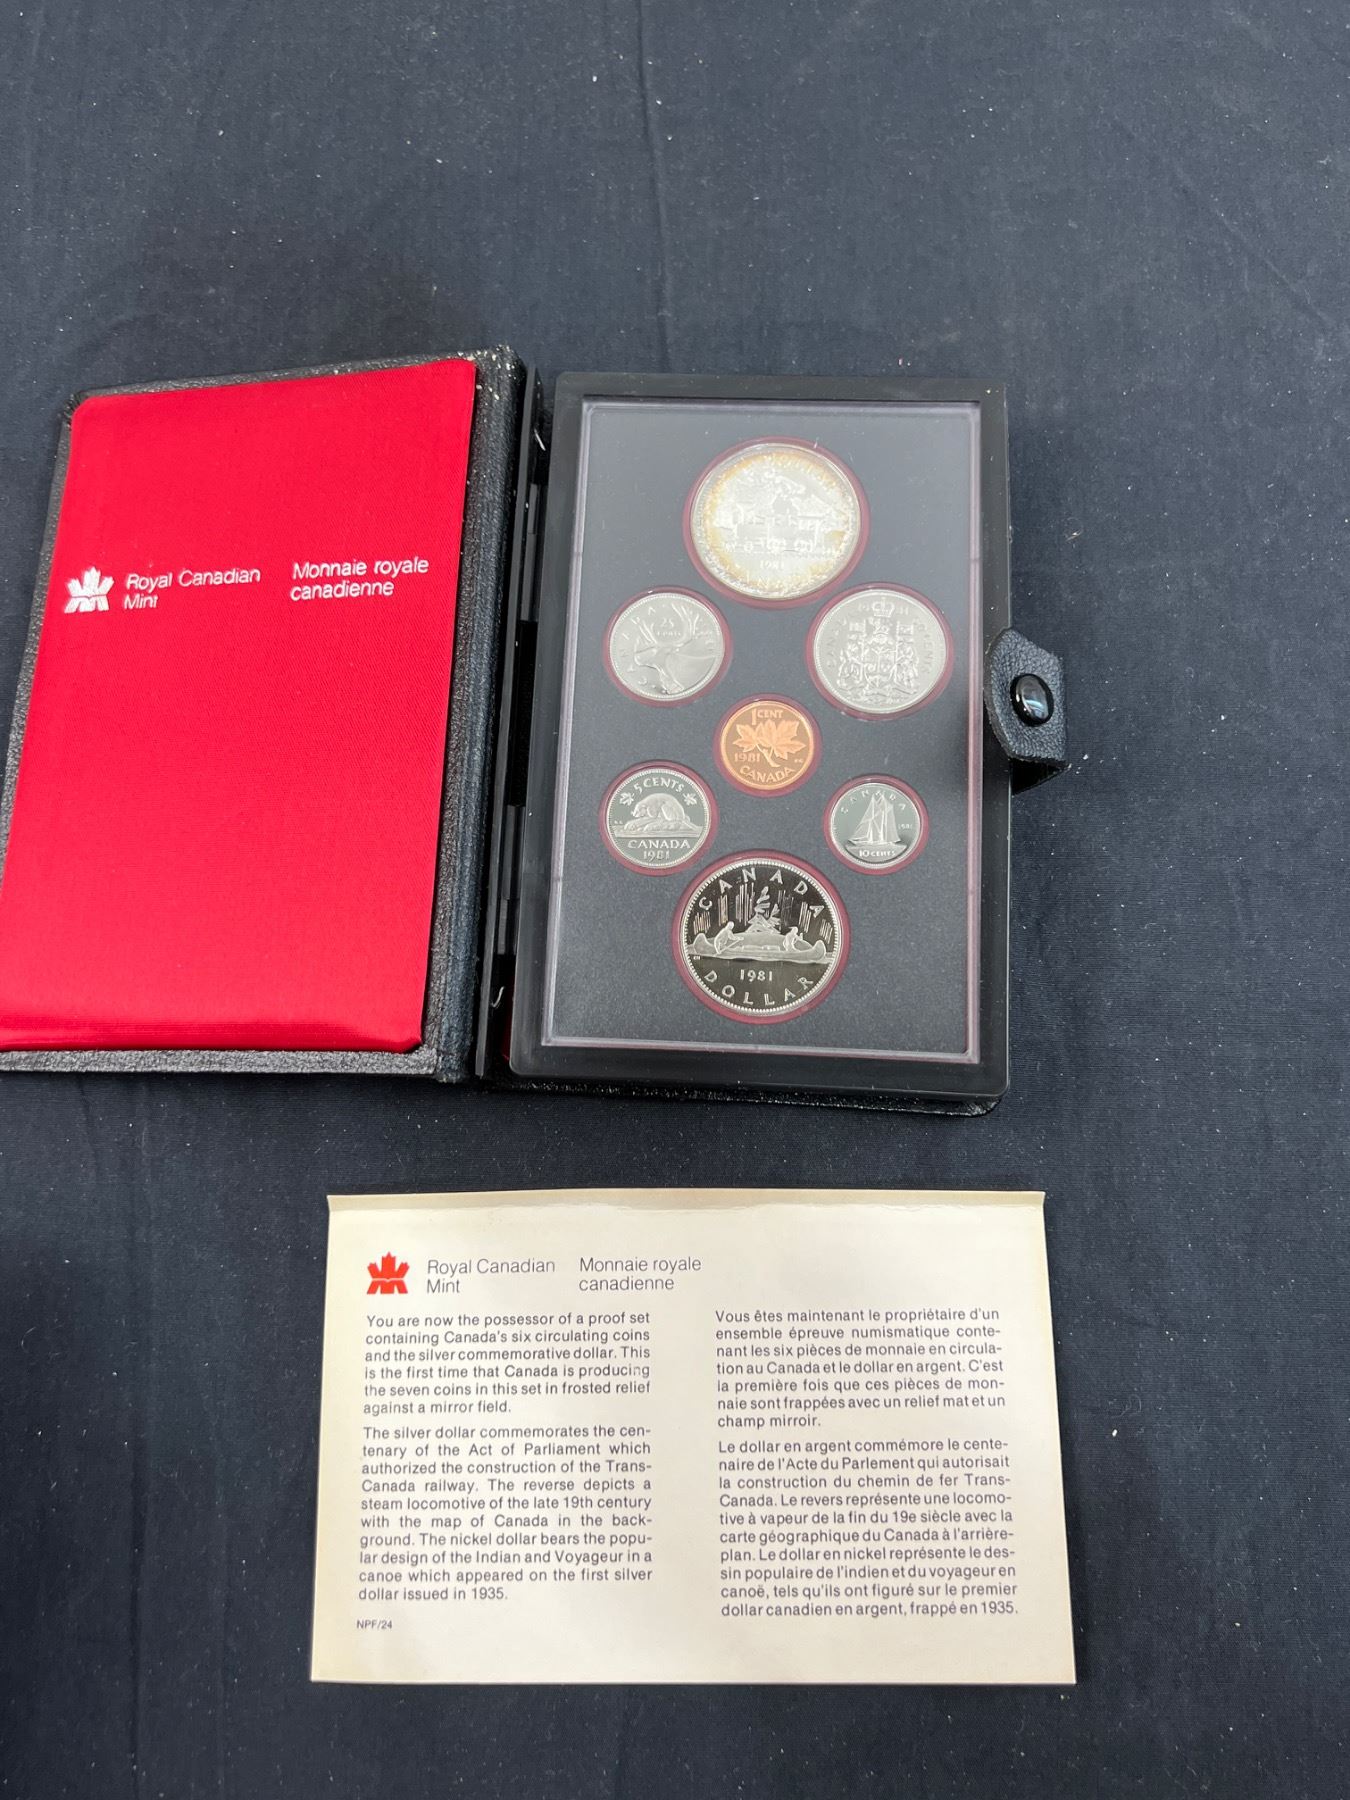 Royal Canadian
Mint
Monnaie royale
canadienne
1981
CANADA
25
CENTS
1 CENT
1981
CANADA
5 CENTS
CANADA
1981
CANADA
1981
10 CENTS
CANADA
1981
DOLLAR
Royal Canadian
Mint
Monnaie royale
canadienne
You are now the possessor of a proof set
containing Canada's six circulating coins
and the silver commemorative dollar. This
is the first time that Canada is producing
the seven coins in this set in frosted relief
against a mirror field.
The silver dollar commemorates the cen-
tenary of the Act of Parliament which
authorized the construction of the Trans-
Canada railway. The reverse depicts a
steam locomotive of the late 19th century
with the map of Canada in the back-
ground. The nickel dollar bears the popu-
lar design of the Indian and Voyageur in a
canoe which appeared on the first silver
dollar issued in 1935.
NPF/24
Vous êtes maintenant le propriétaire d'un
ensemble épreuve numismatique conte-
nant les six pièces de monnaie en circula-
tion au Canada et le dollar en argent. C'est
la première fois que ces pièces de mon-
naie sont frappées avec un relief mat et un
champ mirroir.
Le dollar en argent commémore le cente-
naire de l'Acte du Parlement qui autorisait
la construction du chemin de fer Trans-
Canada. Le revers représente une locomo-
tive à vapeur de la fin du 19e siècle avec la
carte géographique du Canada à l'arrière-
plan. Le dollar en nickel représente le des-
sin populaire de l'indien et du voyageur en
canoë, tels qu'ils ont figuré sur le premier
dollar canadien en argent, frappé en 1935.